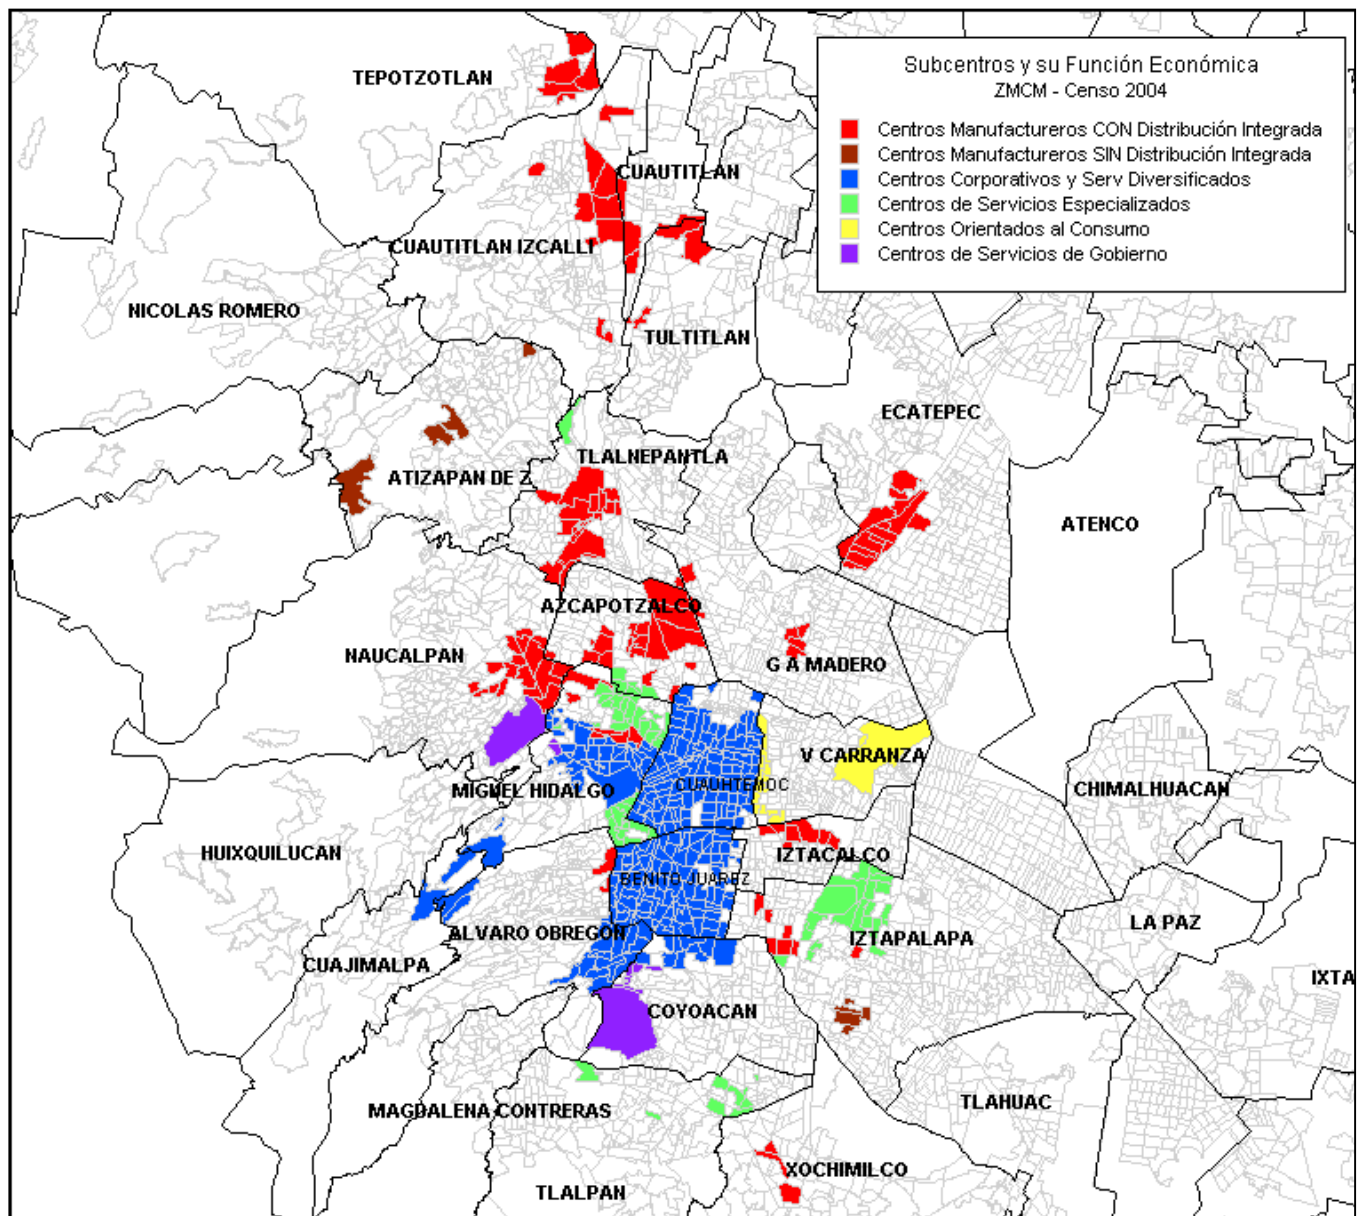 Subcentros y su Función Económica
ZMCM - Censo 2004
Centros Manufactureros CON Distribución Integrada
Centros Manufactureros SIN Distribución Integrada
Centros Corporativos y Serv Diversificados
Centros de Servicios Especializados
Centros Orientados al Consumo
Centros de Servicios de Gobierno
TEPOTZOTLAN
CUAUTITLAN
CUAUTITLAN IZCALLI
NICOLAS ROMERO
TULTITLAN
ECATEPEC
TLALNEPANTLA
ATIZAPAN DE Z
ATENCO
AZCAPOTZALCO
NAUCALPAN
G A MADERO
V CARRANZA
CUAUHTEMOC
MIGUEL HIDALGO
CHIMALHUACAN
HUIXQUILUCAN
IZTACALCO
BENITO JUAREZ
LA PAZ
ALVARO OBREGON
IZTAPALAPA
CUAJIMALPA
IXTA
COYOACAN
MAGDALENA CONTRERAS
TLAHUAC
XOCHIMILCO
TLALPAN